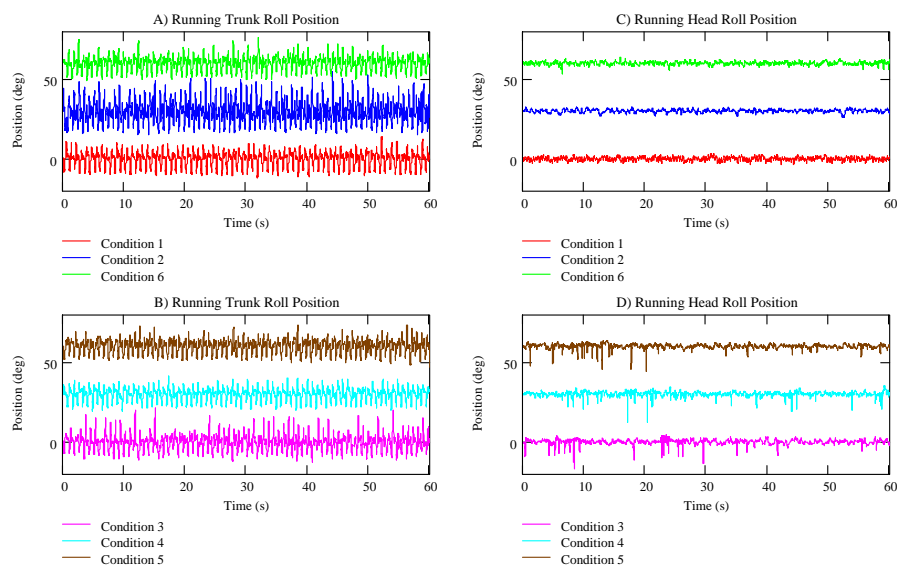 A) Running Trunk Roll Position
Position (deg)
50
0
0 10 20 30 40 50 60
Time (s)
Condition 1
Condition 2
Condition 6
C) Running Head Roll Position
Position (deg)
50
0
0 10 20 30 40 50 60
Time (s)
Condition 1
Condition 2
Condition 6
B) Running Trunk Roll Position
Position (deg)
50
0
0 10 20 30 40 50 60
Time (s)
Condition 3
Condition 4
Condition 5
D) Running Head Roll Position
Position (deg)
50
0
0 10 20 30 40 50 60
Time (s)
Condition 3
Condition 4
Condition 5